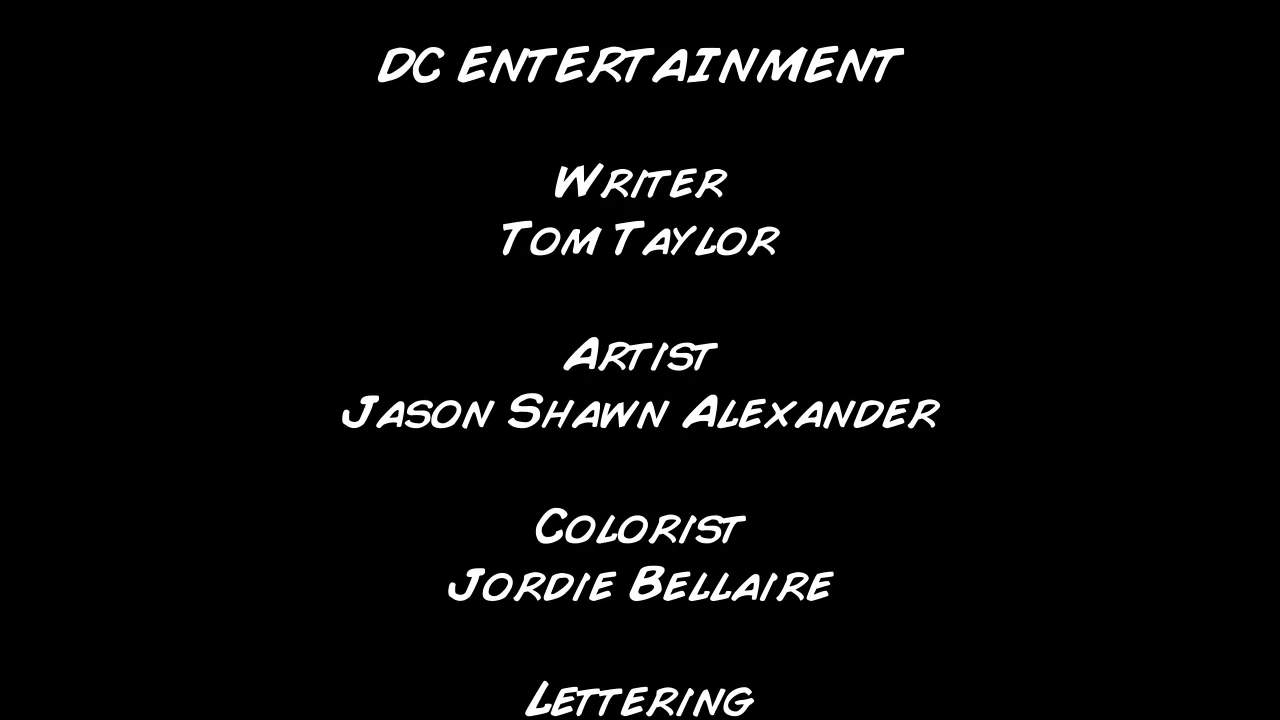 DC ENTERTAINMENT
WRITER
TOM TAYLOR
ARTIST
JASON SHAWN ALEXANDER
COLORIST
JORDIE BELLAIRE
LETTERING